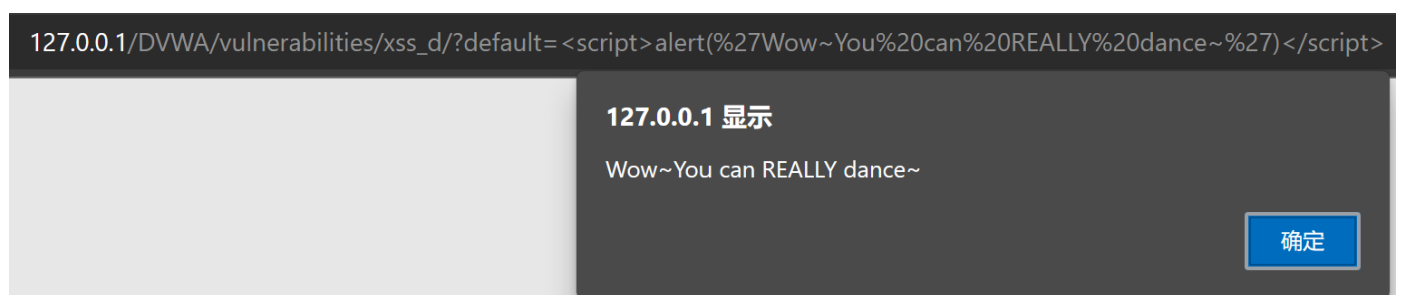 127.0.0.1/DVWA/vulnerabilities/xss_d/?default=<script>alert(%27Wow~You%20can%20REALLY%20dance~%27)</script>
127.0.0.1 显示
Wow~You can REALLY dance~
确定